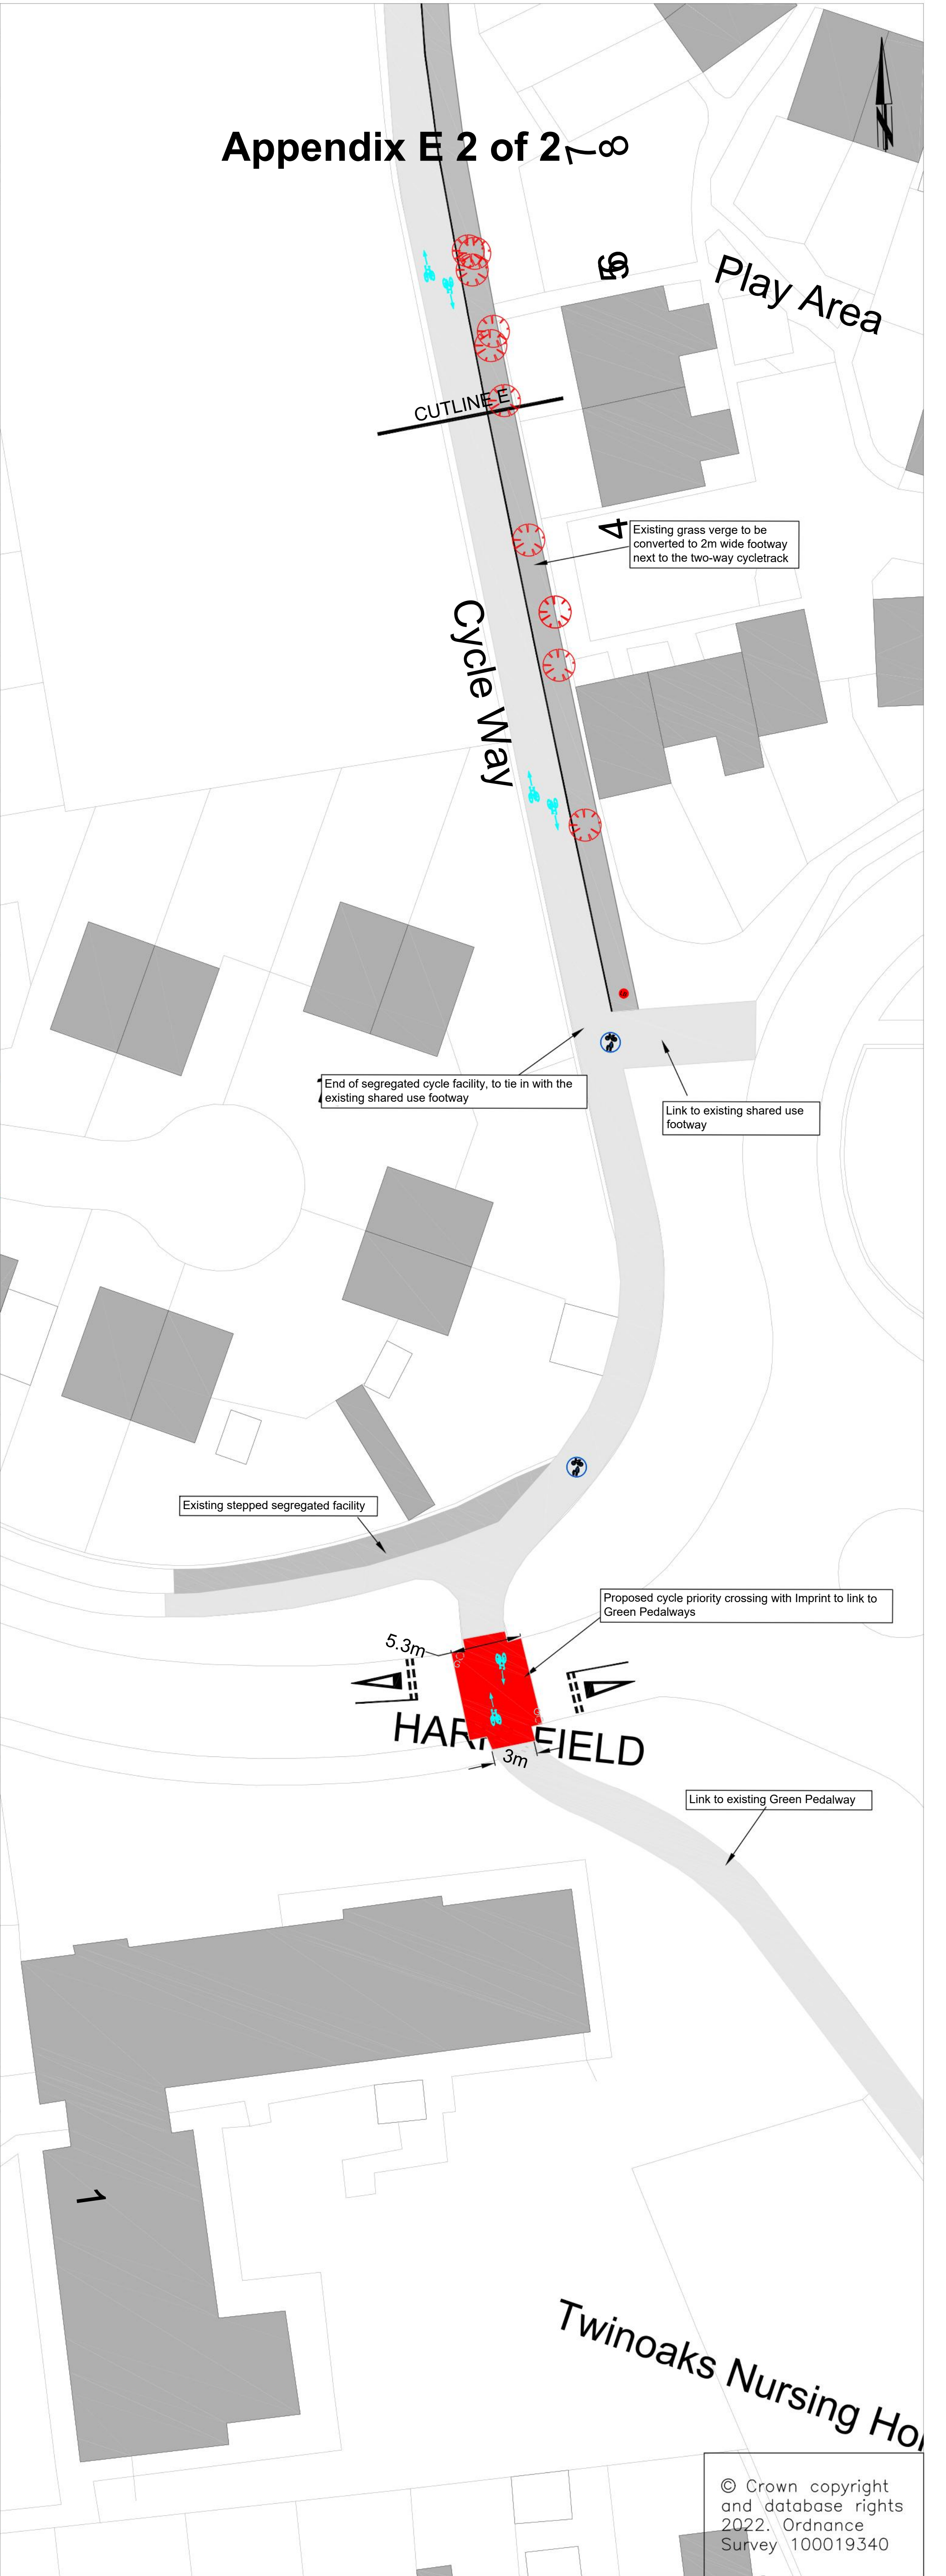 Appendix E 2 of 2
7
8
5
6
Play Area
CUTLINE E
4
Existing grass verge to be
converted to 2m wide footway
next to the two-way cycletrack
Cycle Way
End of segregated cycle facility, to tie in with the
existing shared use footway
Link to existing shared use
footway
Existing stepped segregated facility
Proposed cycle priority crossing with Imprint to link to
Green Pedalways
5.3m
3m
Link to existing Green Pedalway
1
Twinoaks Nursing
© Crown copyright
and database rights
2022. Ordnance
Survey 100019340